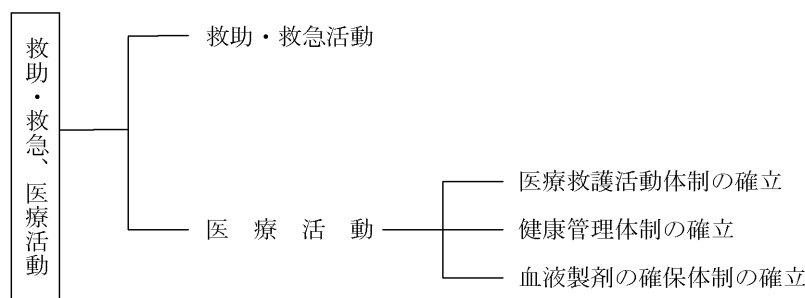 救助・救急、医療活動
救助・救急活動
医療活動
医療救護活動体制の確立
健康管理体制の確立
血液製剤の確保体制の確立